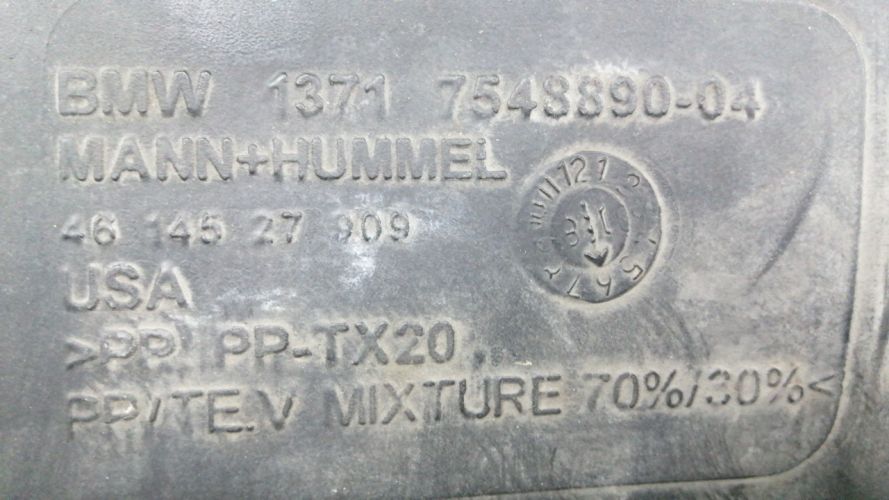 BMW 1371 7548890-04
MANN+HUMMEL
46 145 27 909
USA
>PP, PP-TX20
PP/TE.V MIXTURE 70%/30%<